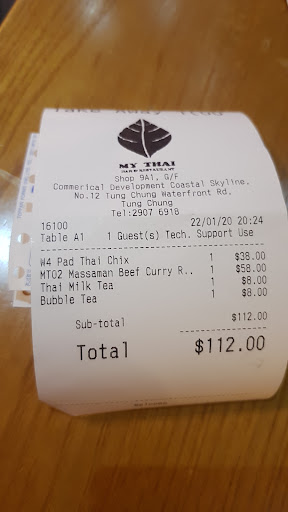 MY THAI
BAR & RESTAURANT
Shop 9A1, G/F
Commerical Development Coastal Skyline.
No.12 Tung Chung Waterfront Rd.
Tung Chung
Tel:2907 6918
16100 22/01/20 20:24
Table A1 1 Guest(s) Tech. Support Use
W4 Pad Thai Chix 1 $38.00
MT02 Massaman Beef Curry R.. 1 $58.00
Thai Milk Tea 1 $8.00
Bubble Tea 1 $8.00
Sub-total $112.00
Total $112.00